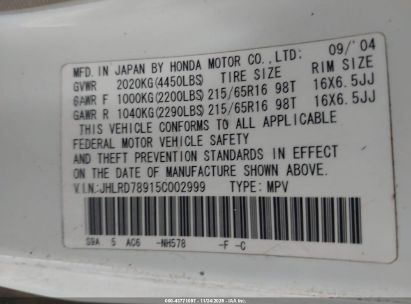 MFD. IN JAPAN BY HONDA MOTOR CO., LTD: 09/'04
GVWR 2020KG(4450LBS) TIRE SIZE RIM SIZE
GAWR F 1000KG(2200LBS) 215/65R16 98T 16X6.5JJ
GAWR R 1040KG(2290LBS) 215/65R16 98T 16X6.5JJ
THIS VEHICLE CONFORMS TO ALL APPLICABLE
FEDERAL MOTOR VEHICLE SAFETY
AND THEFT PREVENTION STANDARDS IN EFFECT
ON THE DATE OF MANUFACTURE SHOWN ABOVE.
V.I.N.:JHLRD78915C002999 TYPE: MPV
S9A 5 AC6 -NH578 -F -C